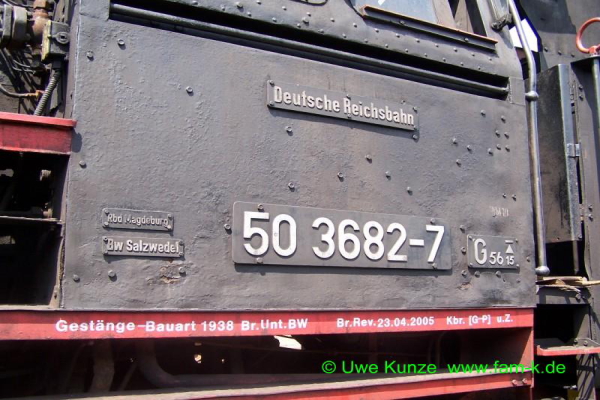 Deutsche Reichsbahn
Rbd Magdeburg
Bw Salzwedel
50 3682-7
G 56 15
Gestänge-Bauart 1938 Br.Unt.BW Br.Rev.23.04.2005 Kbr. [G-P] u.Z.
© Uwe Kunze www.fam-k.de